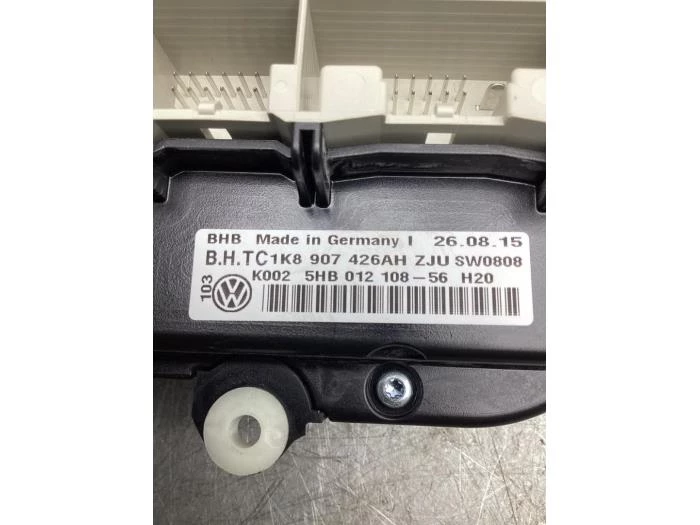 BHB Made in Germany I 26.08.15
B.H.TC1K8 907 426AH ZJU SW0808
K002 5HB 012 108-56 H20
103